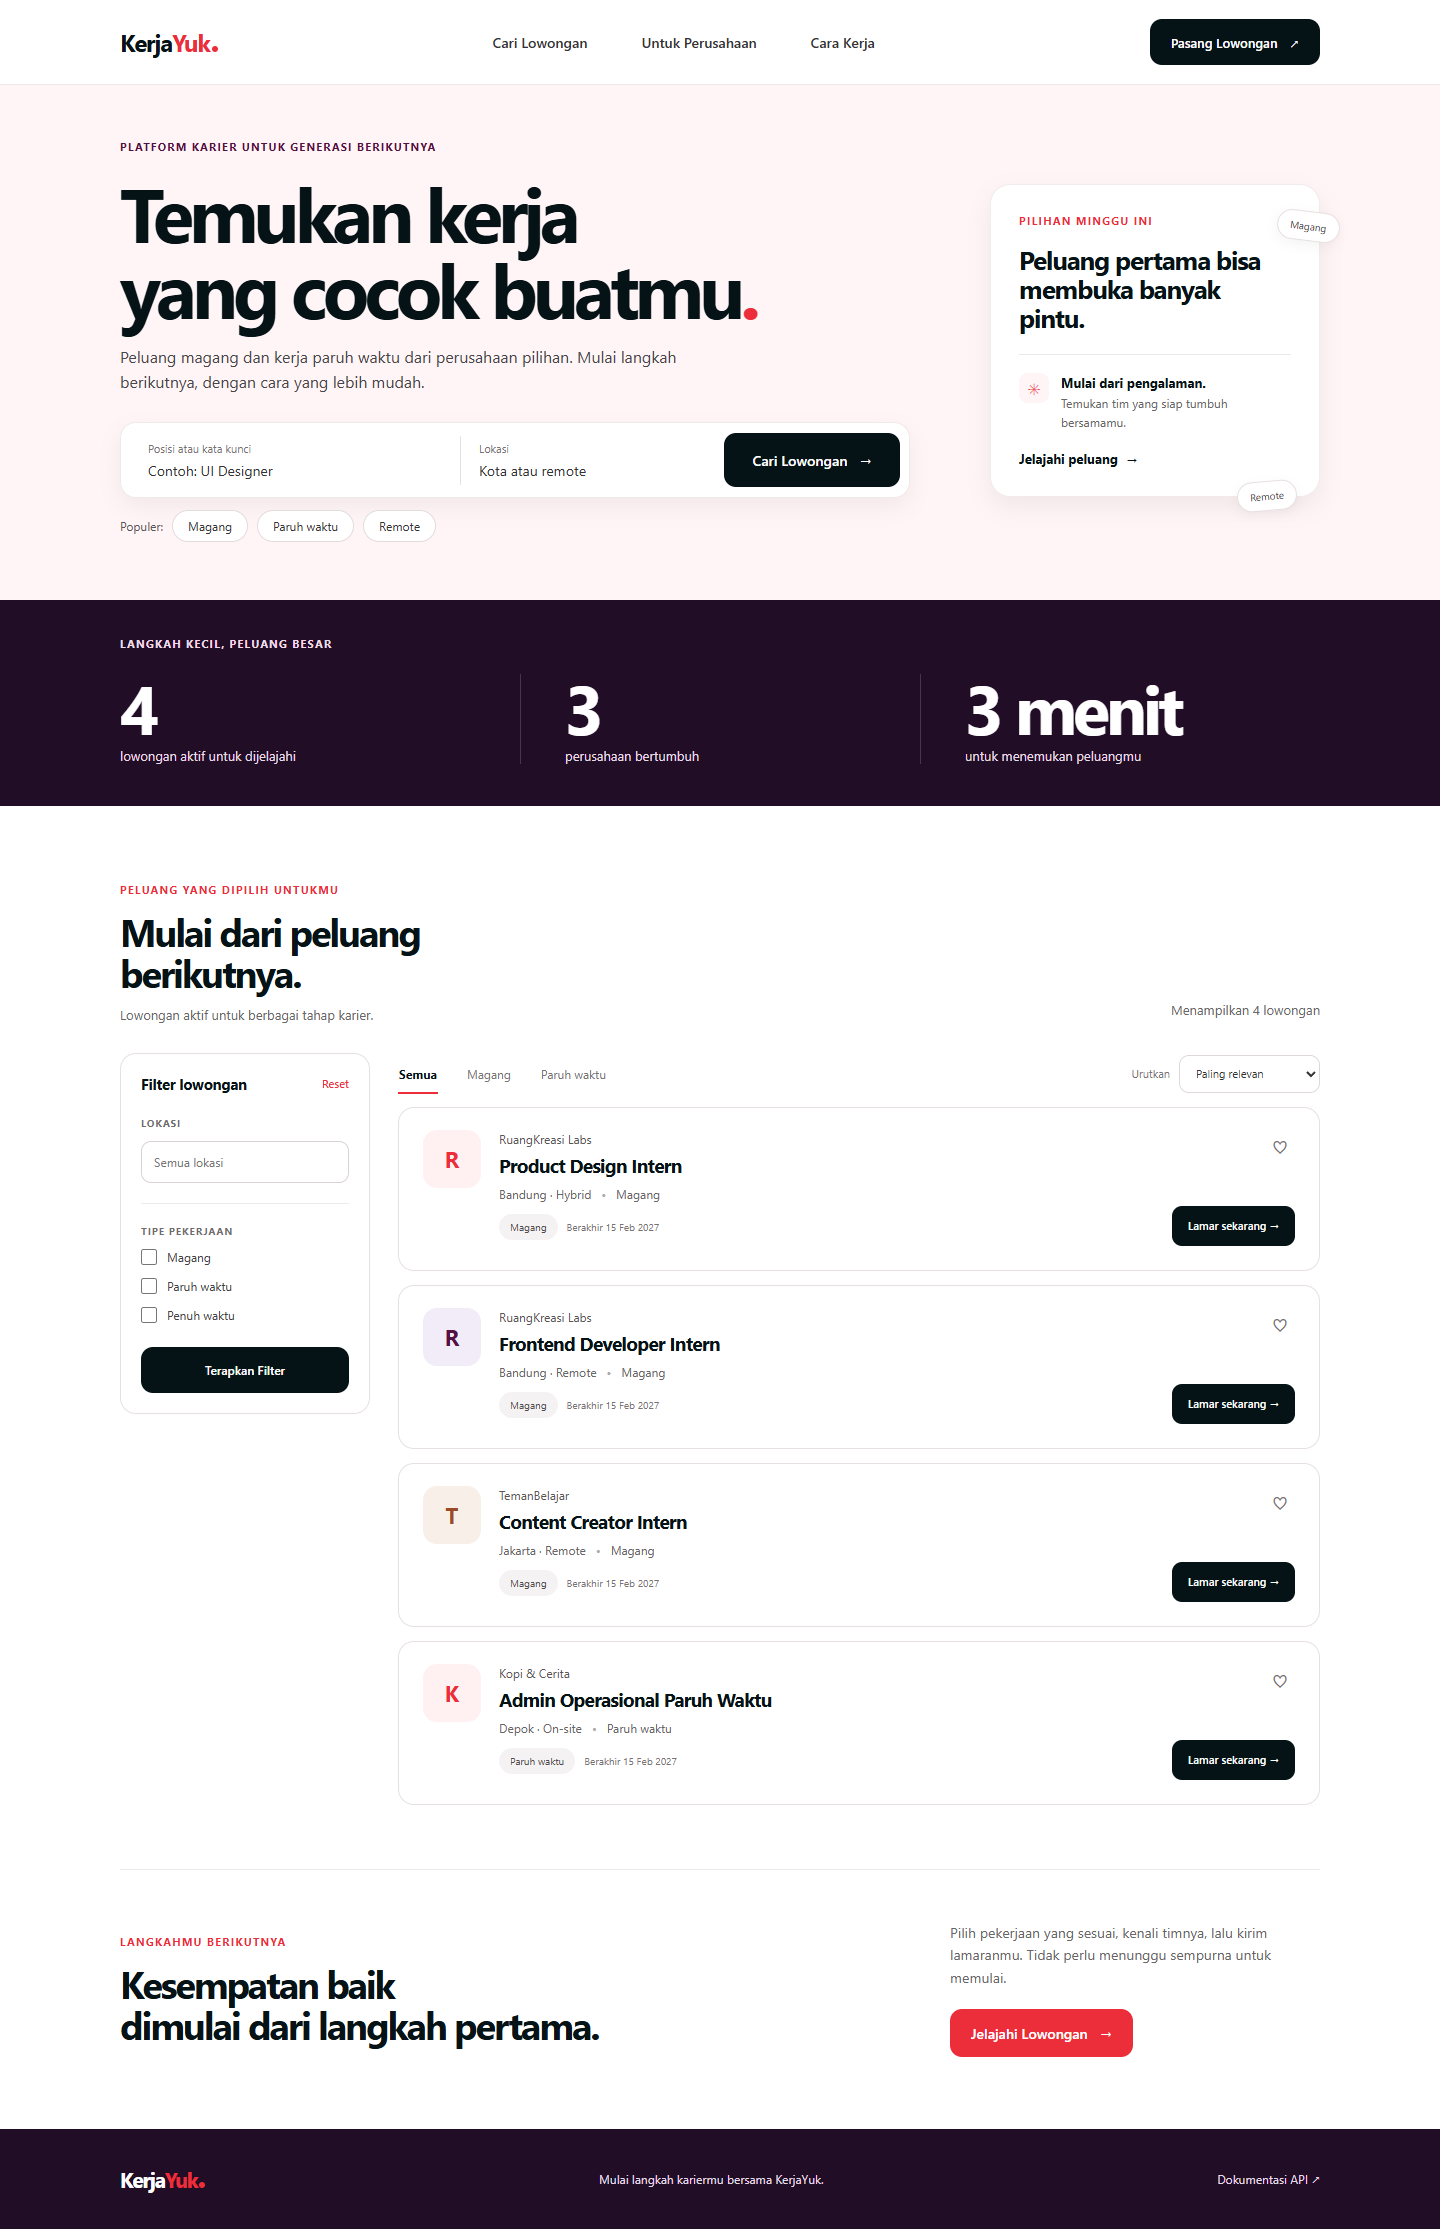 KerjaYuk.
Cari Lowongan
Untuk Perusahaan
Cara Kerja
Pasang Lowongan ↗
PLATFORM KARIER UNTUK GENERASI BERIKUTNYA
Temukan kerja
yang cocok buatmu.
Peluang magang dan kerja paruh waktu dari perusahaan pilihan. Mulai langkah
berikutnya, dengan cara yang lebih mudah.
Posisi atau kata kunci
Contoh: UI Designer
Lokasi
Kota atau remote
Cari Lowongan →
Populer:
Magang
Paruh waktu
Remote
PILIHAN MINGGU INI
Magang
Peluang pertama bisa
membuka banyak
pintu.
Mulai dari pengalaman.
Temukan tim yang siap tumbuh
bersamamu.
Jelajahi peluang →
Remote
LANGKAH KECIL, PELUANG BESAR
4
lowongan aktif untuk dijelajahi
3
perusahaan bertumbuh
3 menit
untuk menemukan peluangmu
PELUANG YANG DIPILIH UNTUKMU
Mulai dari peluang
berikutnya.
Lowongan aktif untuk berbagai tahap karier.
Menampilkan 4 lowongan
Filter lowongan
Reset
LOKASI
Semua lokasi
TIPE PEKERJAAN
Magang
Paruh waktu
Penuh waktu
Terapkan Filter
Semua
Magang
Paruh waktu
Urutkan
Paling relevan
R
RuangKreasi Labs
Product Design Intern
Bandung · Hybrid • Magang
Magang
Berakhir 15 Feb 2027
Lamar sekarang →
R
RuangKreasi Labs
Frontend Developer Intern
Bandung · Remote • Magang
Magang
Berakhir 15 Feb 2027
Lamar sekarang →
T
TemanBelajar
Content Creator Intern
Jakarta · Remote • Magang
Magang
Berakhir 15 Feb 2027
Lamar sekarang →
K
Kopi & Cerita
Admin Operasional Paruh Waktu
Depok · On-site • Paruh waktu
Paruh waktu
Berakhir 15 Feb 2027
Lamar sekarang →
LANGKAHMU BERIKUTNYA
Kesempatan baik
dimulai dari langkah pertama.
Pilih pekerjaan yang sesuai, kenali timnya, lalu kirim
lamaranmu. Tidak perlu menunggu sempurna untuk
memulai.
Jelajahi Lowongan →
KerjaYuk.
Mulai langkah kariermu bersama KerjaYuk.
Dokumentasi API ↗